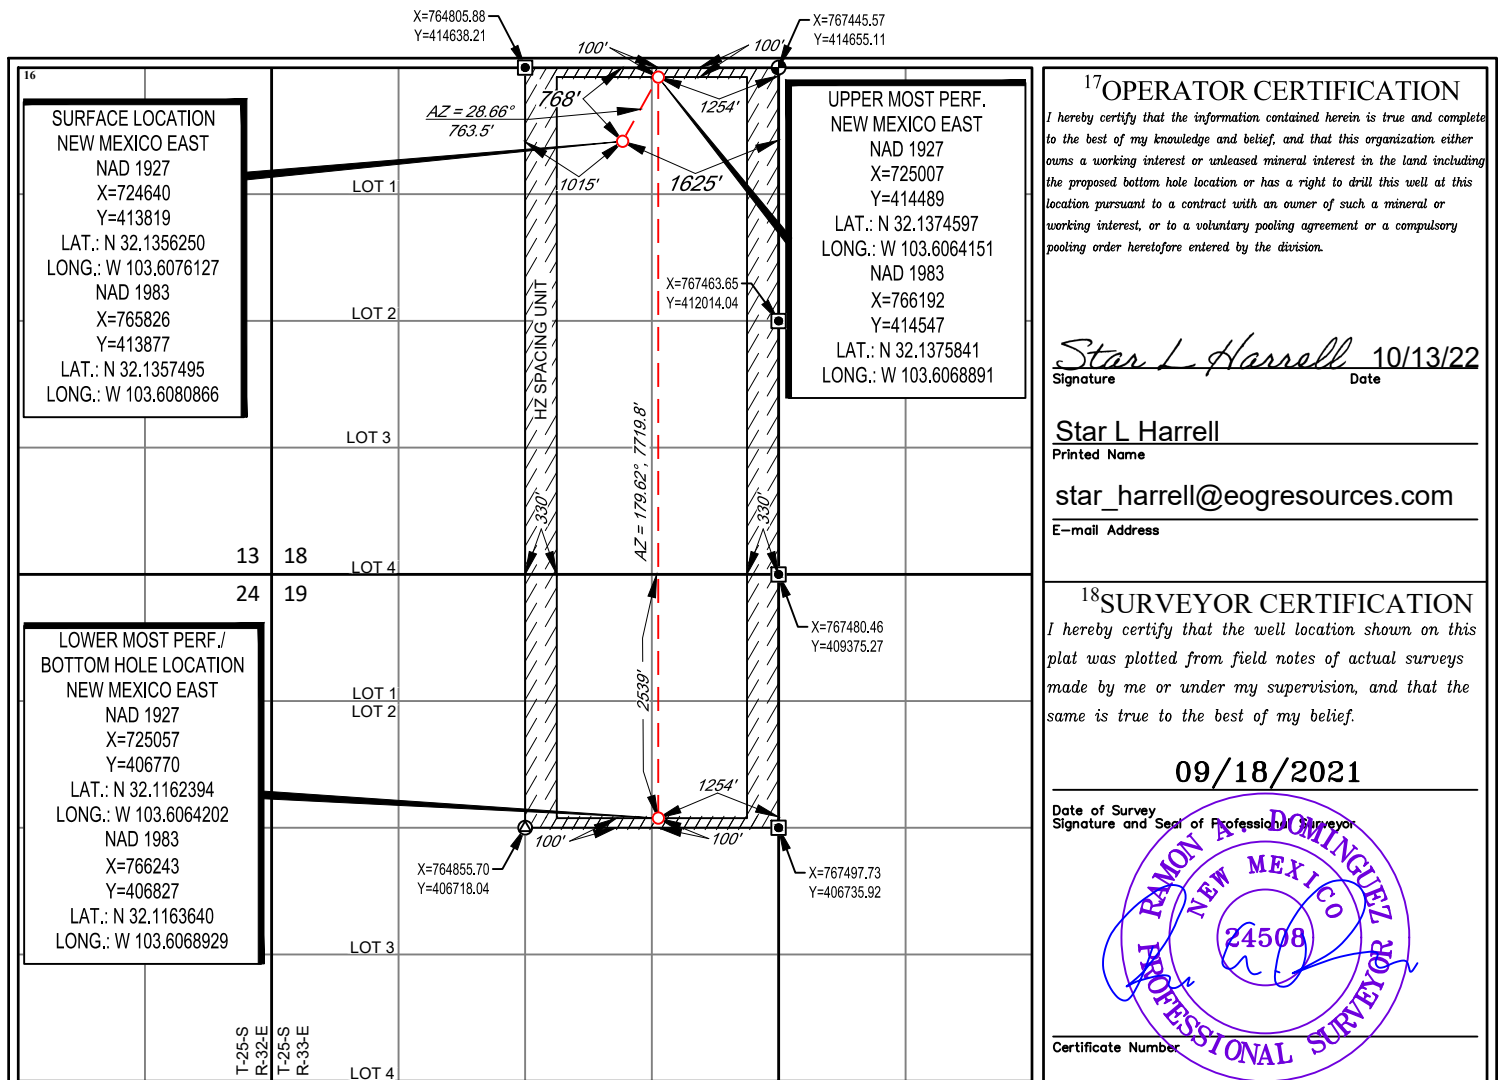 X=764805.88
Y=414638.21
X=767445.57
Y=414655.11
100'
100'
16
SURFACE LOCATION
NEW MEXICO EAST
NAD 1927
X=724640
Y=413819
LAT.: N 32.1356250
LONG.: W 103.6076127
NAD 1983
X=765826
Y=413877
LAT.: N 32.1357495
LONG.: W 103.6080866
AZ = 28.66°
763.5'
768'
1254'
1015'
1625'
UPPER MOST PERF.
NEW MEXICO EAST
NAD 1927
X=725007
Y=414489
LAT.: N 32.1374597
LONG.: W 103.6064151
NAD 1983
X=766192
Y=414547
LAT.: N 32.1375841
LONG.: W 103.6068891
LOT 1
LOT 2
LOT 3
LOT 4
X=767463.65
Y=412014.04
HZ SPACING UNIT
AZ = 179.62°, 7719.8'
330'
330'
13 18
24 19
X=767480.46
Y=409375.27
LOWER MOST PERF./
BOTTOM HOLE LOCATION
NEW MEXICO EAST
NAD 1927
X=725057
Y=406770
LAT.: N 32.1162394
LONG.: W 103.6064202
NAD 1983
X=766243
Y=406827
LAT.: N 32.1163640
LONG.: W 103.6068929
LOT 1
LOT 2
LOT 3
LOT 4
2539'
1254'
100'
100'
X=764855.70
Y=406718.04
X=767497.73
Y=406735.92
T-25-S
R-32-E
T-25-S
R-33-E
17 OPERATOR CERTIFICATION
I hereby certify that the information contained herein is true and complete
to the best of my knowledge and belief, and that this organization either
owns a working interest or unleased mineral interest in the land including
the proposed bottom hole location or has a right to drill this well at this
location pursuant to a contract with an owner of such a mineral or
working interest, or to a voluntary pooling agreement or a compulsory
pooling order heretofore entered by the division.
Star L Harrell 10/13/22
Signature Date
Star L Harrell
Printed Name
star_harrell@eogresources.com
E-mail Address
18 SURVEYOR CERTIFICATION
I hereby certify that the well location shown on this
plat was plotted from field notes of actual surveys
made by me or under my supervision, and that the
same is true to the best of my belief.
09/18/2021
Date of Survey
Signature and Seal of Professional Surveyor
RAMON A. DOMINGUEZ
NEW MEXICO
24508
PROFESSIONAL SURVEYOR
Certificate Number